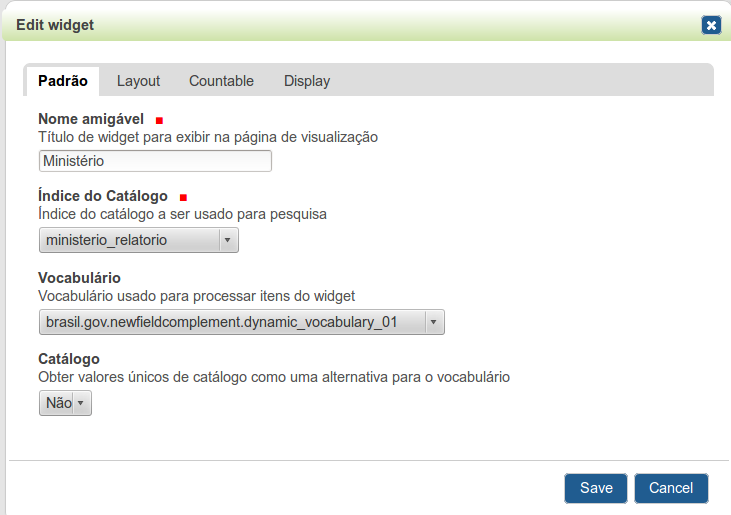 Edit widget
Padrão Layout Countable Display
Nome amigável
Título de widget para exibir na página de visualização
Ministério
Índice do Catálogo
Índice do catálogo a ser usado para pesquisa
ministerio_relatorio
Vocabulário
Vocabulário usado para processar itens do widget
brasil.gov.newfieldcomplement.dynamic_vocabulary_01
Catálogo
Obter valores únicos de catálogo como uma alternativa para o vocabulário
Não
Save Cancel